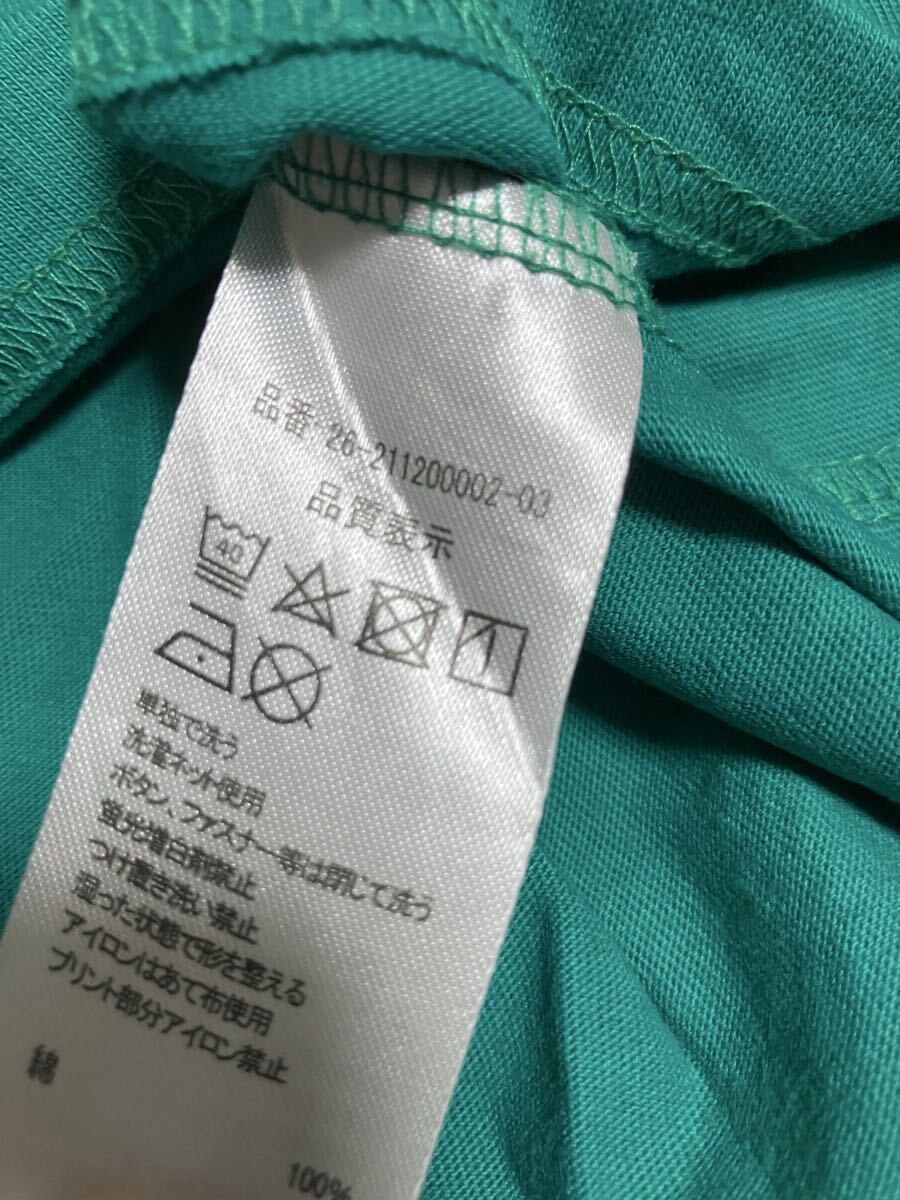 品番-26-211200002-03
品質表示
40
単独で洗う
洗濯ネット使用
ボタン、ファスナー等は閉じて洗う
蛍光増白剤禁止
つけ置き洗い禁止
湿った状態で形を整える
アイロンはあて布使用
プリント部分アイロン禁止
綿 100%